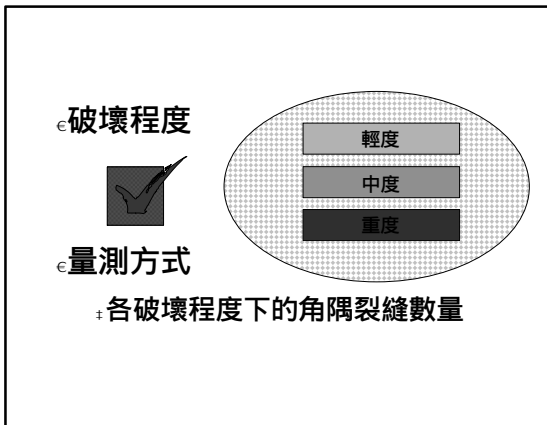 €破壞程度
輕度
中度
重度
€量測方式
‡各破壞程度下的角隅裂縫數量